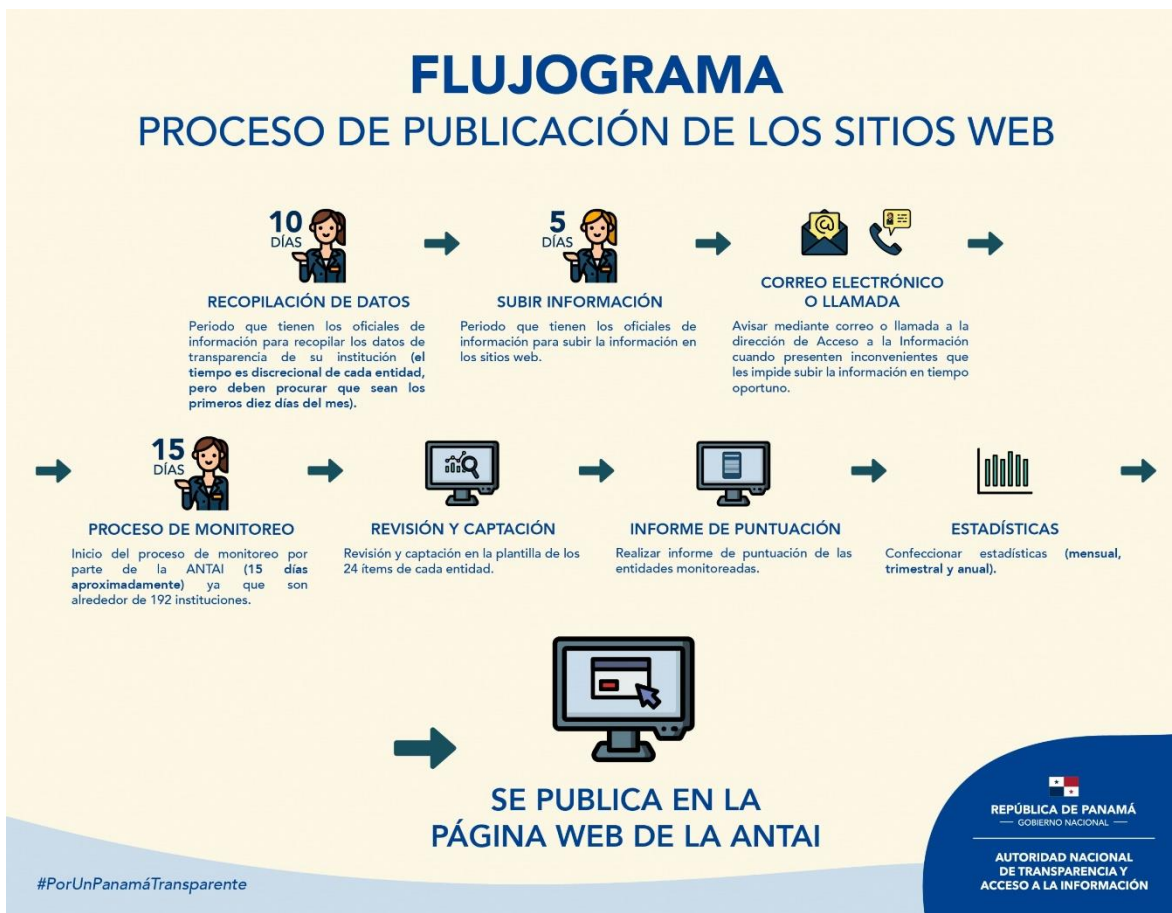 FLUJOGRAMA
PROCESO DE PUBLICACIÓN DE LOS SITIOS WEB
10
DÍAS
RECOPILACIÓN DE DATOS
Periodo que tienen los oficiales de
información para recopilar los datos de
transparencia de su institución (el
tiempo es discrecional de cada entidad,
pero deben procurar que sean los
primeros diez días del mes).
5
DÍAS
SUBIR INFORMACIÓN
Periodo que tienen los oficiales de
información para subir la información en
los sitios web.
@
CORREO ELECTRÓNICO
O LLAMADA
Avisar mediante correo o llamada a la
dirección de Acceso a la Información
cuando presenten inconvenientes que
les impide subir la información en tiempo
oportuno.
15
DÍAS
PROCESO DE MONITOREO
Inicio del proceso de monitoreo por
parte de la ANTAI (15 días
aproximadamente) ya que son
alrededor de 192 instituciones.
REVISIÓN Y CAPTACIÓN
Revisión y captación en la plantilla de los
24 ítems de cada entidad.
INFORME DE PUNTUACIÓN
Realizar informe de puntuación de las
entidades monitoreadas.
ESTADÍSTICAS
Confeccionar estadísticas (mensual,
trimestral y anual).
SE PUBLICA EN LA
PÁGINA WEB DE LA ANTAI
#PorUnPanamáTransparente
REPÚBLICA DE PANAMÁ
— GOBIERNO NACIONAL —
AUTORIDAD NACIONAL
DE TRANSPARENCIA Y
ACCESO A LA INFORMACIÓN